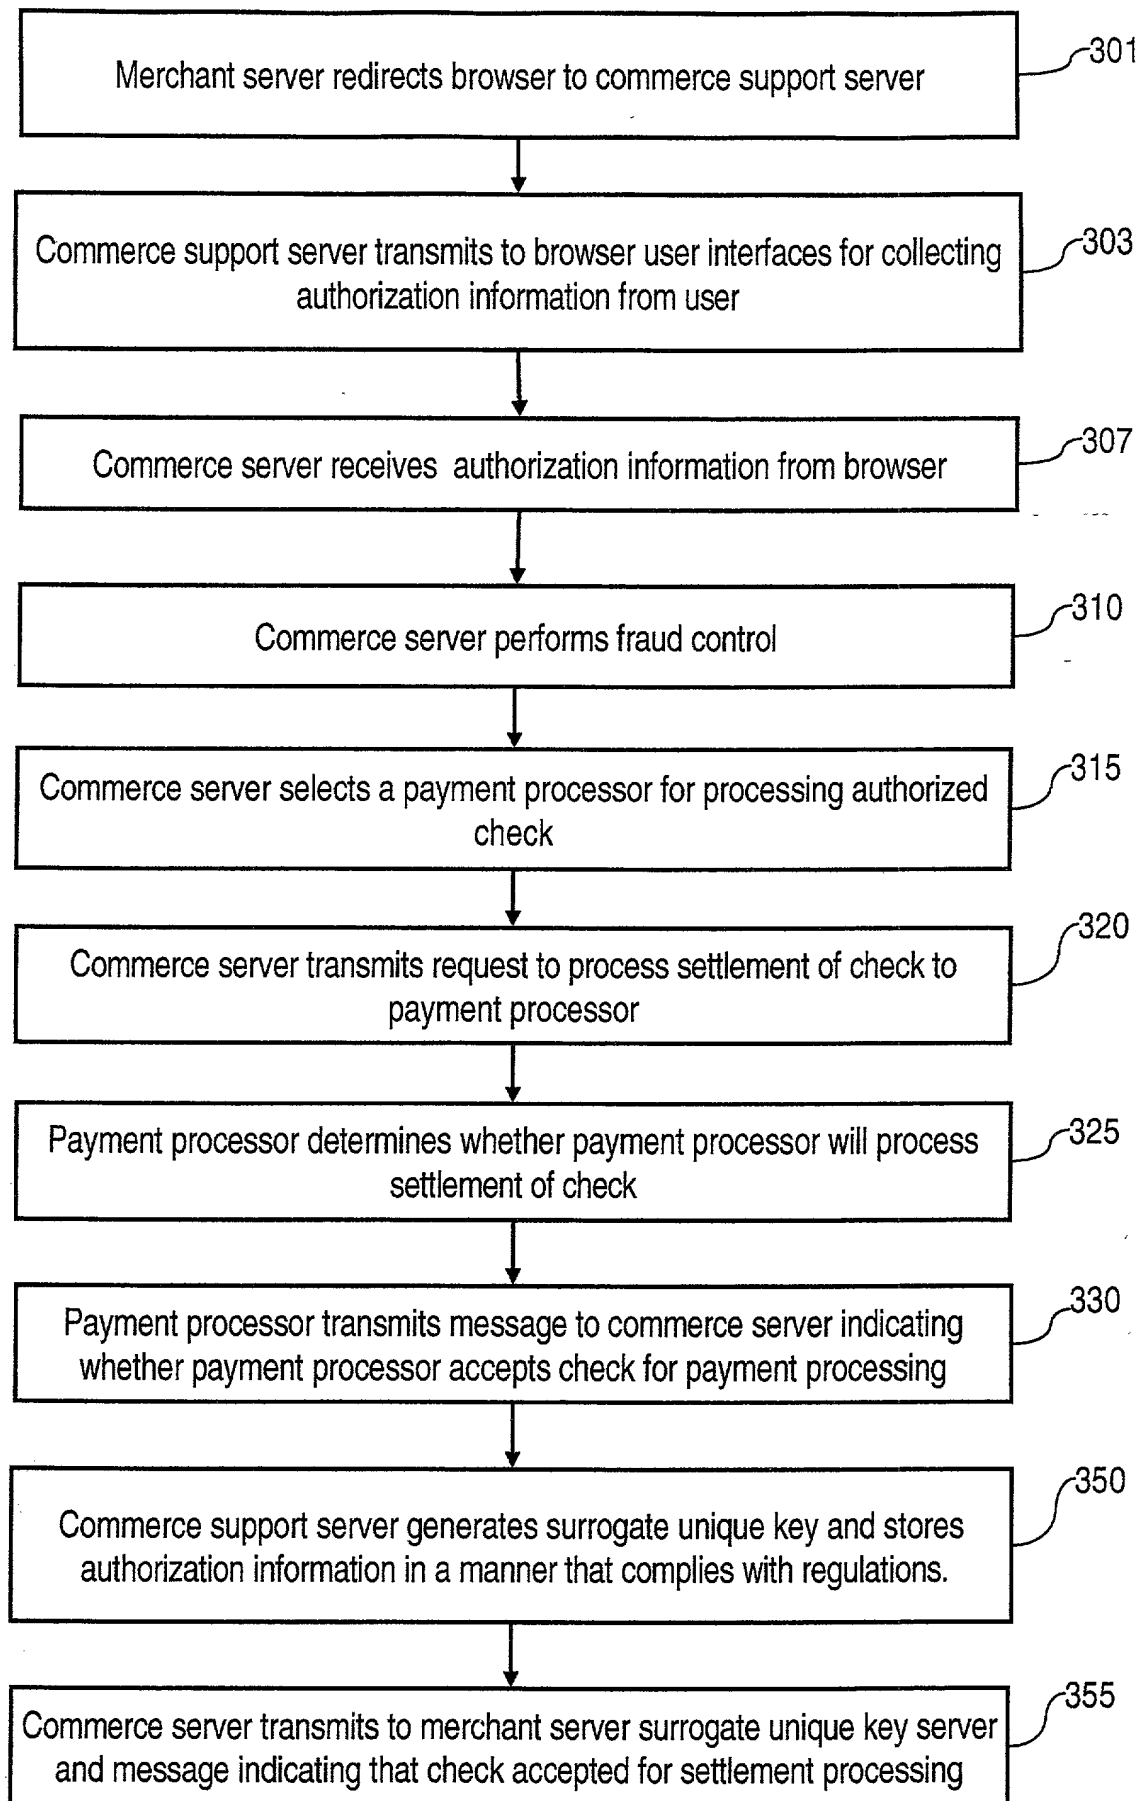 Merchant server redirects browser to commerce support server
301
Commerce support server transmits to browser user interfaces for collecting
authorization information from user
303
Commerce server receives authorization information from browser
307
Commerce server performs fraud control
310
Commerce server selects a payment processor for processing authorized
check
315
Commerce server transmits request to process settlement of check to
payment processor
320
Payment processor determines whether payment processor will process
settlement of check
325
Payment processor transmits message to commerce server indicating
whether payment processor accepts check for payment processing
330
Commerce support server generates surrogate unique key and stores
authorization information in a manner that complies with regulations.
350
Commerce server transmits to merchant server surrogate unique key server
and message indicating that check accepted for settlement processing
355